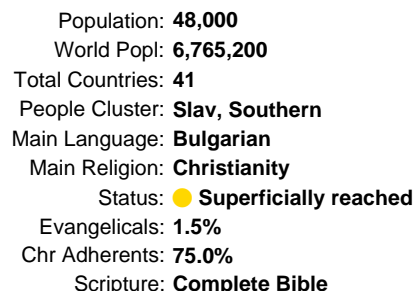 Population: 48,000
World Popl: 6,765,200
Total Countries: 41
People Cluster: Slav, Southern
Main Language: Bulgarian
Main Religion: Christianity
Status: Superficially reached
Evangelicals: 1.5%
Chr Adherents: 75.0%
Scripture: Complete Bible